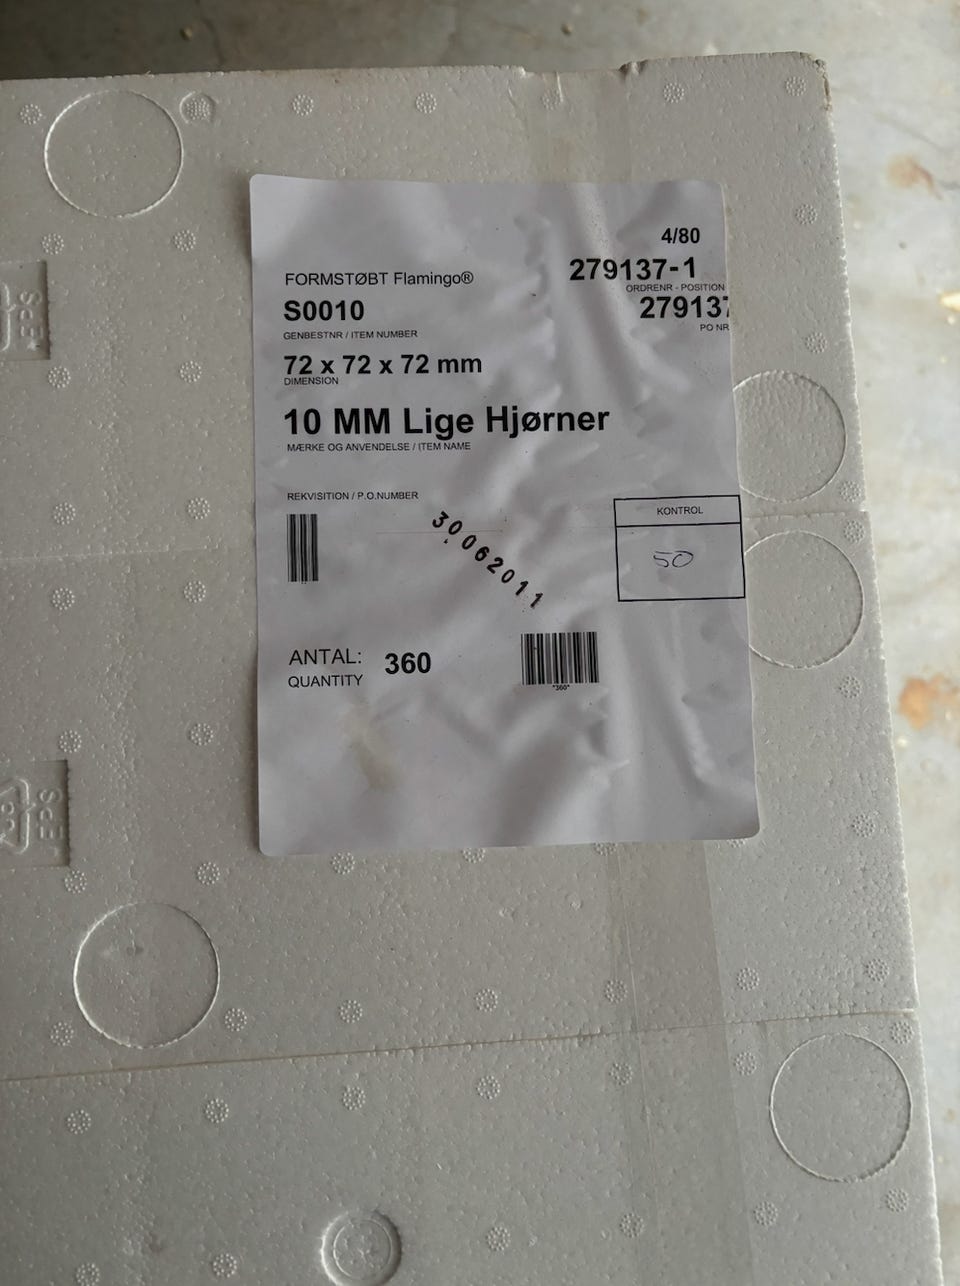 4/80
FORMSTØBT Flamingo®
279137-1
ORDRENR - POSITION
S0010
279137
GENBESTNR / ITEM NUMBER
PO NR
72 x 72 x 72 mm
DIMENSION
10 MM Lige Hjørner
MÆRKE OG ANVENDELSE / ITEM NAME
REKVISITION / P.O.NUMBER
KONTROL
30062011
50
ANTAL: 360
QUANTITY
*360*
EPS
EPS